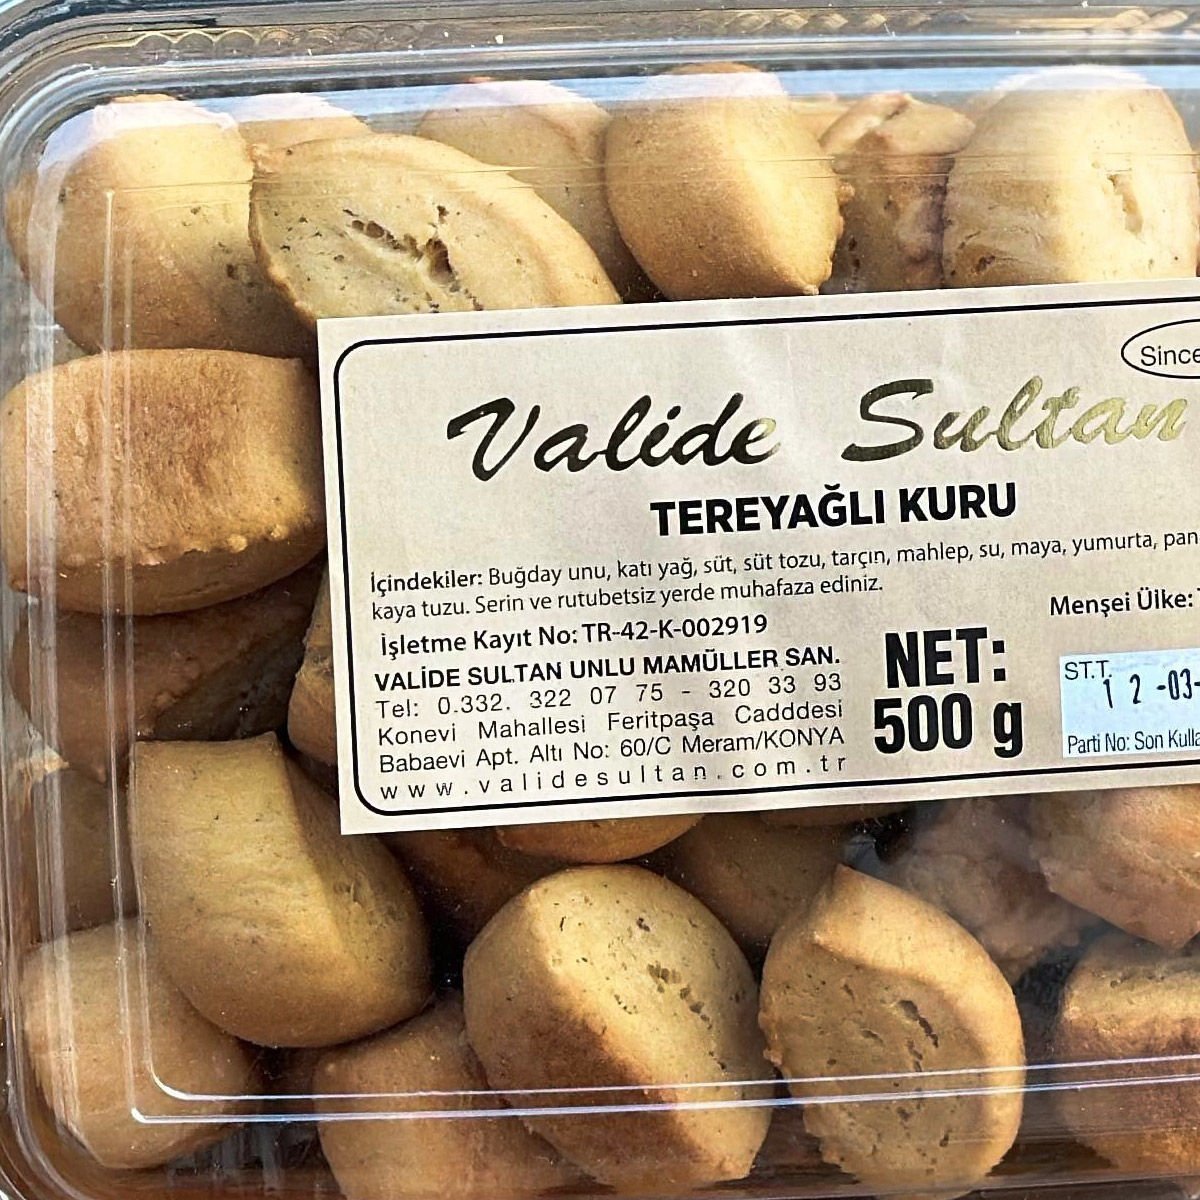 Since
Valide Sultan
TEREYAĞLI KURU
İçindekiler: Buğday unu, katı yağ, süt, süt tozu, tarçın, mahlep, su, maya, yumurta, pan
kaya tuzu. Serin ve rutubetsiz yerde muhafaza ediniz.
Menşei Ülke:
İşletme Kayıt No: TR-42-K-002919
VALİDE SULTAN UNLU MAMÜLLER SAN.
Tel: 0.332. 322 07 75 - 320 33 93
Konevi Mahallesi Feritpaşa Cadddesi
Babaevi Apt. Altı No: 60/C Meram/KONYA
www.validesultan.com.tr
NET:
500 g
ST.T.
12-03-
Parti No: Son Kulla